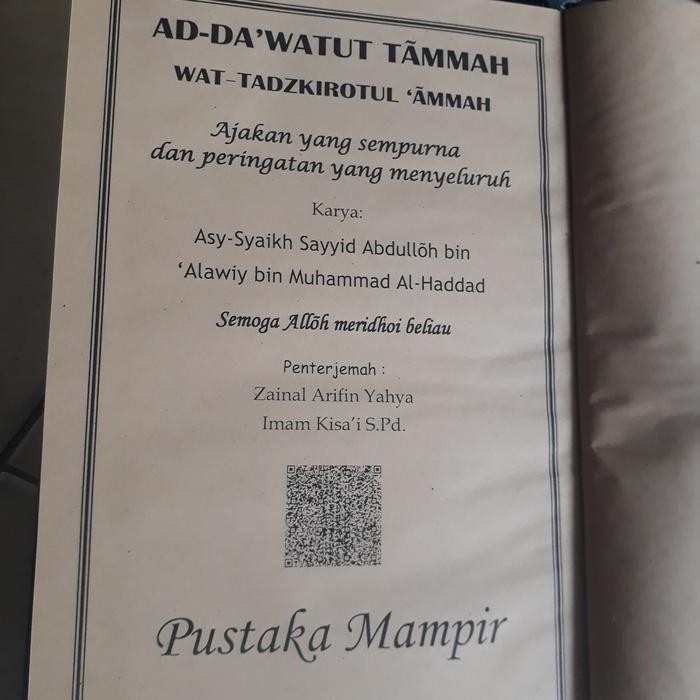 AD-DA'WATUT TÃMMAH
WAT-TADZKIROTUL 'ÃMMAH
Ajakan yang sempurna
dan peringatan yang menyeluruh
Karya:
Asy-Syaikh Sayyid Abdullõh bin
'Alawiy bin Muhammad Al-Haddad
Semoga Allõh meridhoi beliau
Penterjemah :
Zainal Arifin Yahya
Imam Kisa'i S.Pd.
Pustaka Mampir